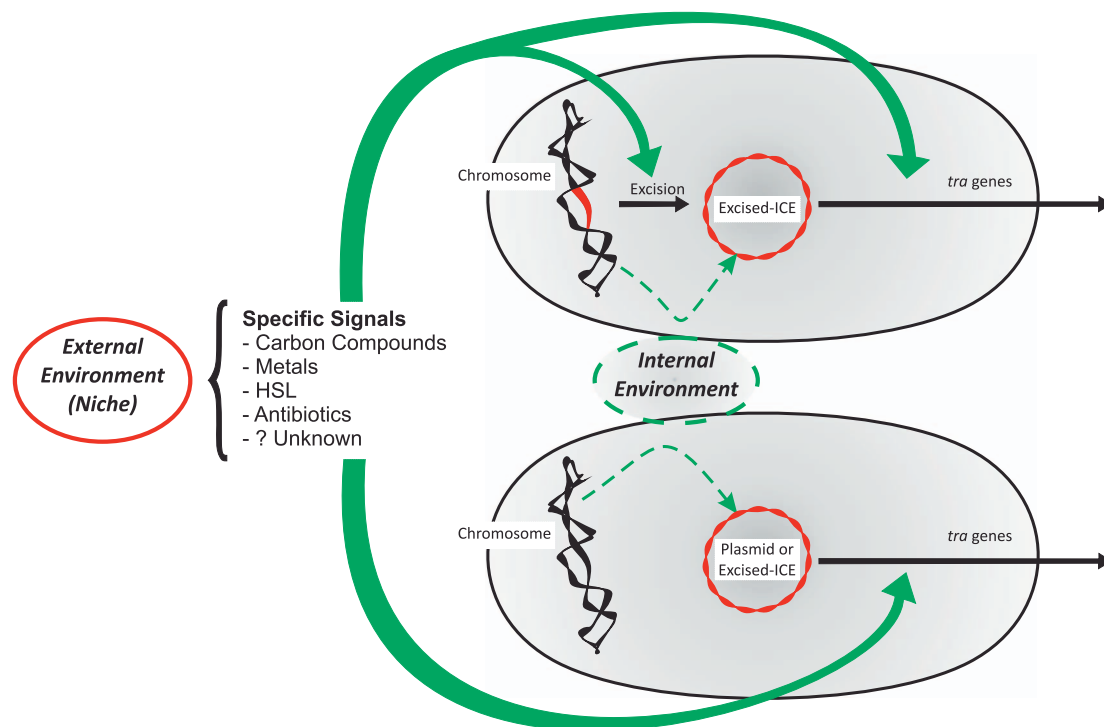 External
Environment
(Niche)
Specific Signals
- Carbon Compounds
- Metals
- HSL
- Antibiotics
- ? Unknown
Chromosome
Excision
Excised-ICE
tra genes
Internal
Environment
Chromosome
Plasmid or
Excised-ICE
tra genes